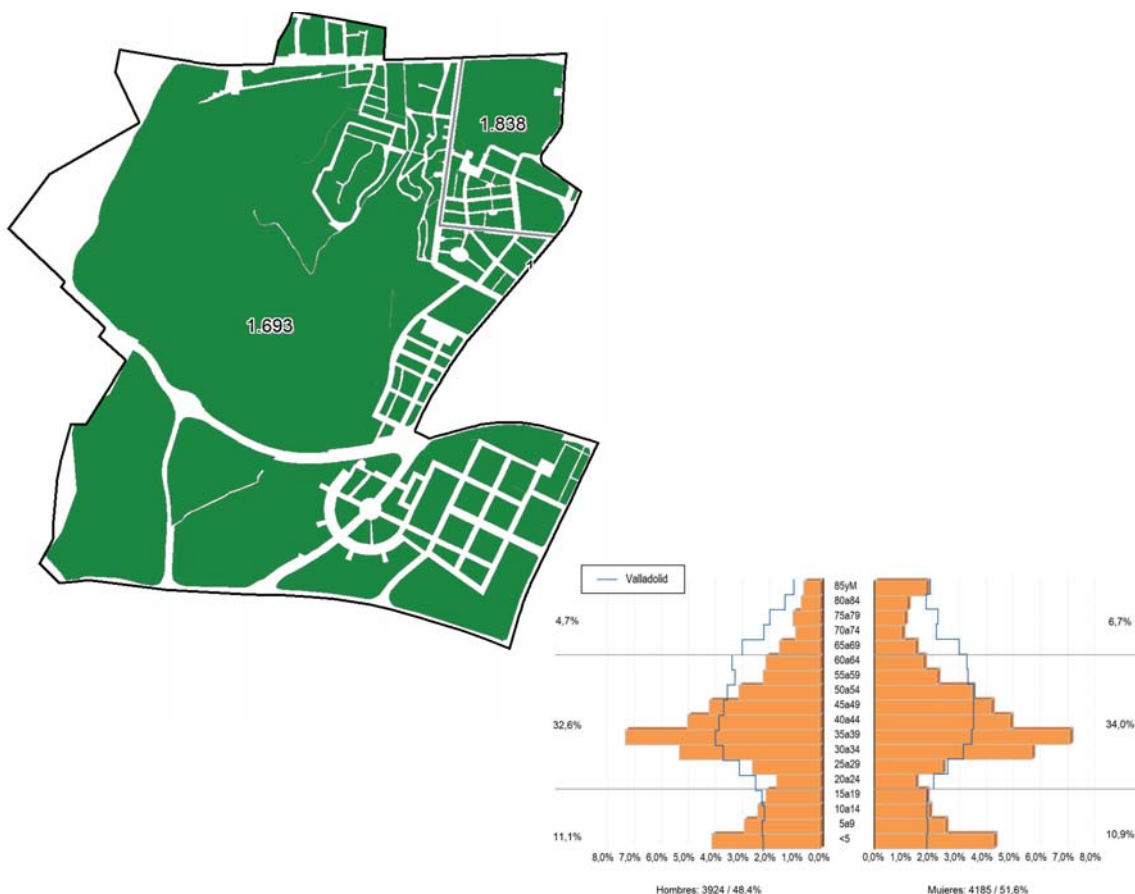 1.838
1
1.693
Valladolid
85yM
80a84
75a79
4,7%
6,7%
70a74
65a69
60a64
55a59
50a54
45a49
32,6%
40a44
34,0%
35a39
30a34
25a29
20a24
15a19
10a14
5a9
11,1%
<5
10,9%
8,0% 7,0% 6,0% 5,0% 4,0% 3,0% 2,0% 1,0% 0,0%
0,0% 1,0% 2,0% 3,0% 4,0% 5,0% 6,0% 7,0% 8,0%
Hombres: 3924 / 48,4%
Mujeres: 4185 / 51,6%